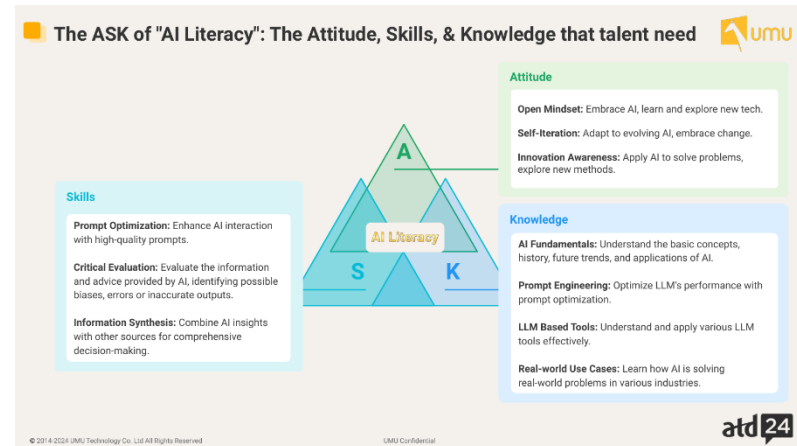 The ASK of "AI Literacy": The Attitude, Skills, & Knowledge that talent need
umu
Attitude
Open Mindset: Embrace AI, learn and explore new tech.
Self-Iteration: Adapt to evolving AI, embrace change.
Innovation Awareness: Apply AI to solve problems,
explore new methods.
A
AI Literacy
S
K
Skills
Prompt Optimization: Enhance AI interaction
with high-quality prompts.
Critical Evaluation: Evaluate the information
and advice provided by AI, identifying possible
biases, errors or inaccurate outputs.
Information Synthesis: Combine AI insights
with other sources for comprehensive
decision-making.
Knowledge
AI Fundamentals: Understand the basic concepts,
history, future trends, and applications of AI.
Prompt Engineering: Optimize LLM's performance with
prompt optimization.
LLM Based Tools: Understand and apply various LLM
tools effectively.
Real-world Use Cases: Learn how AI is solving
real-world problems in various industries.
© 2014-2024 UMU Technology Co. Ltd All Rights Reserved
UMU Confidential
atd24